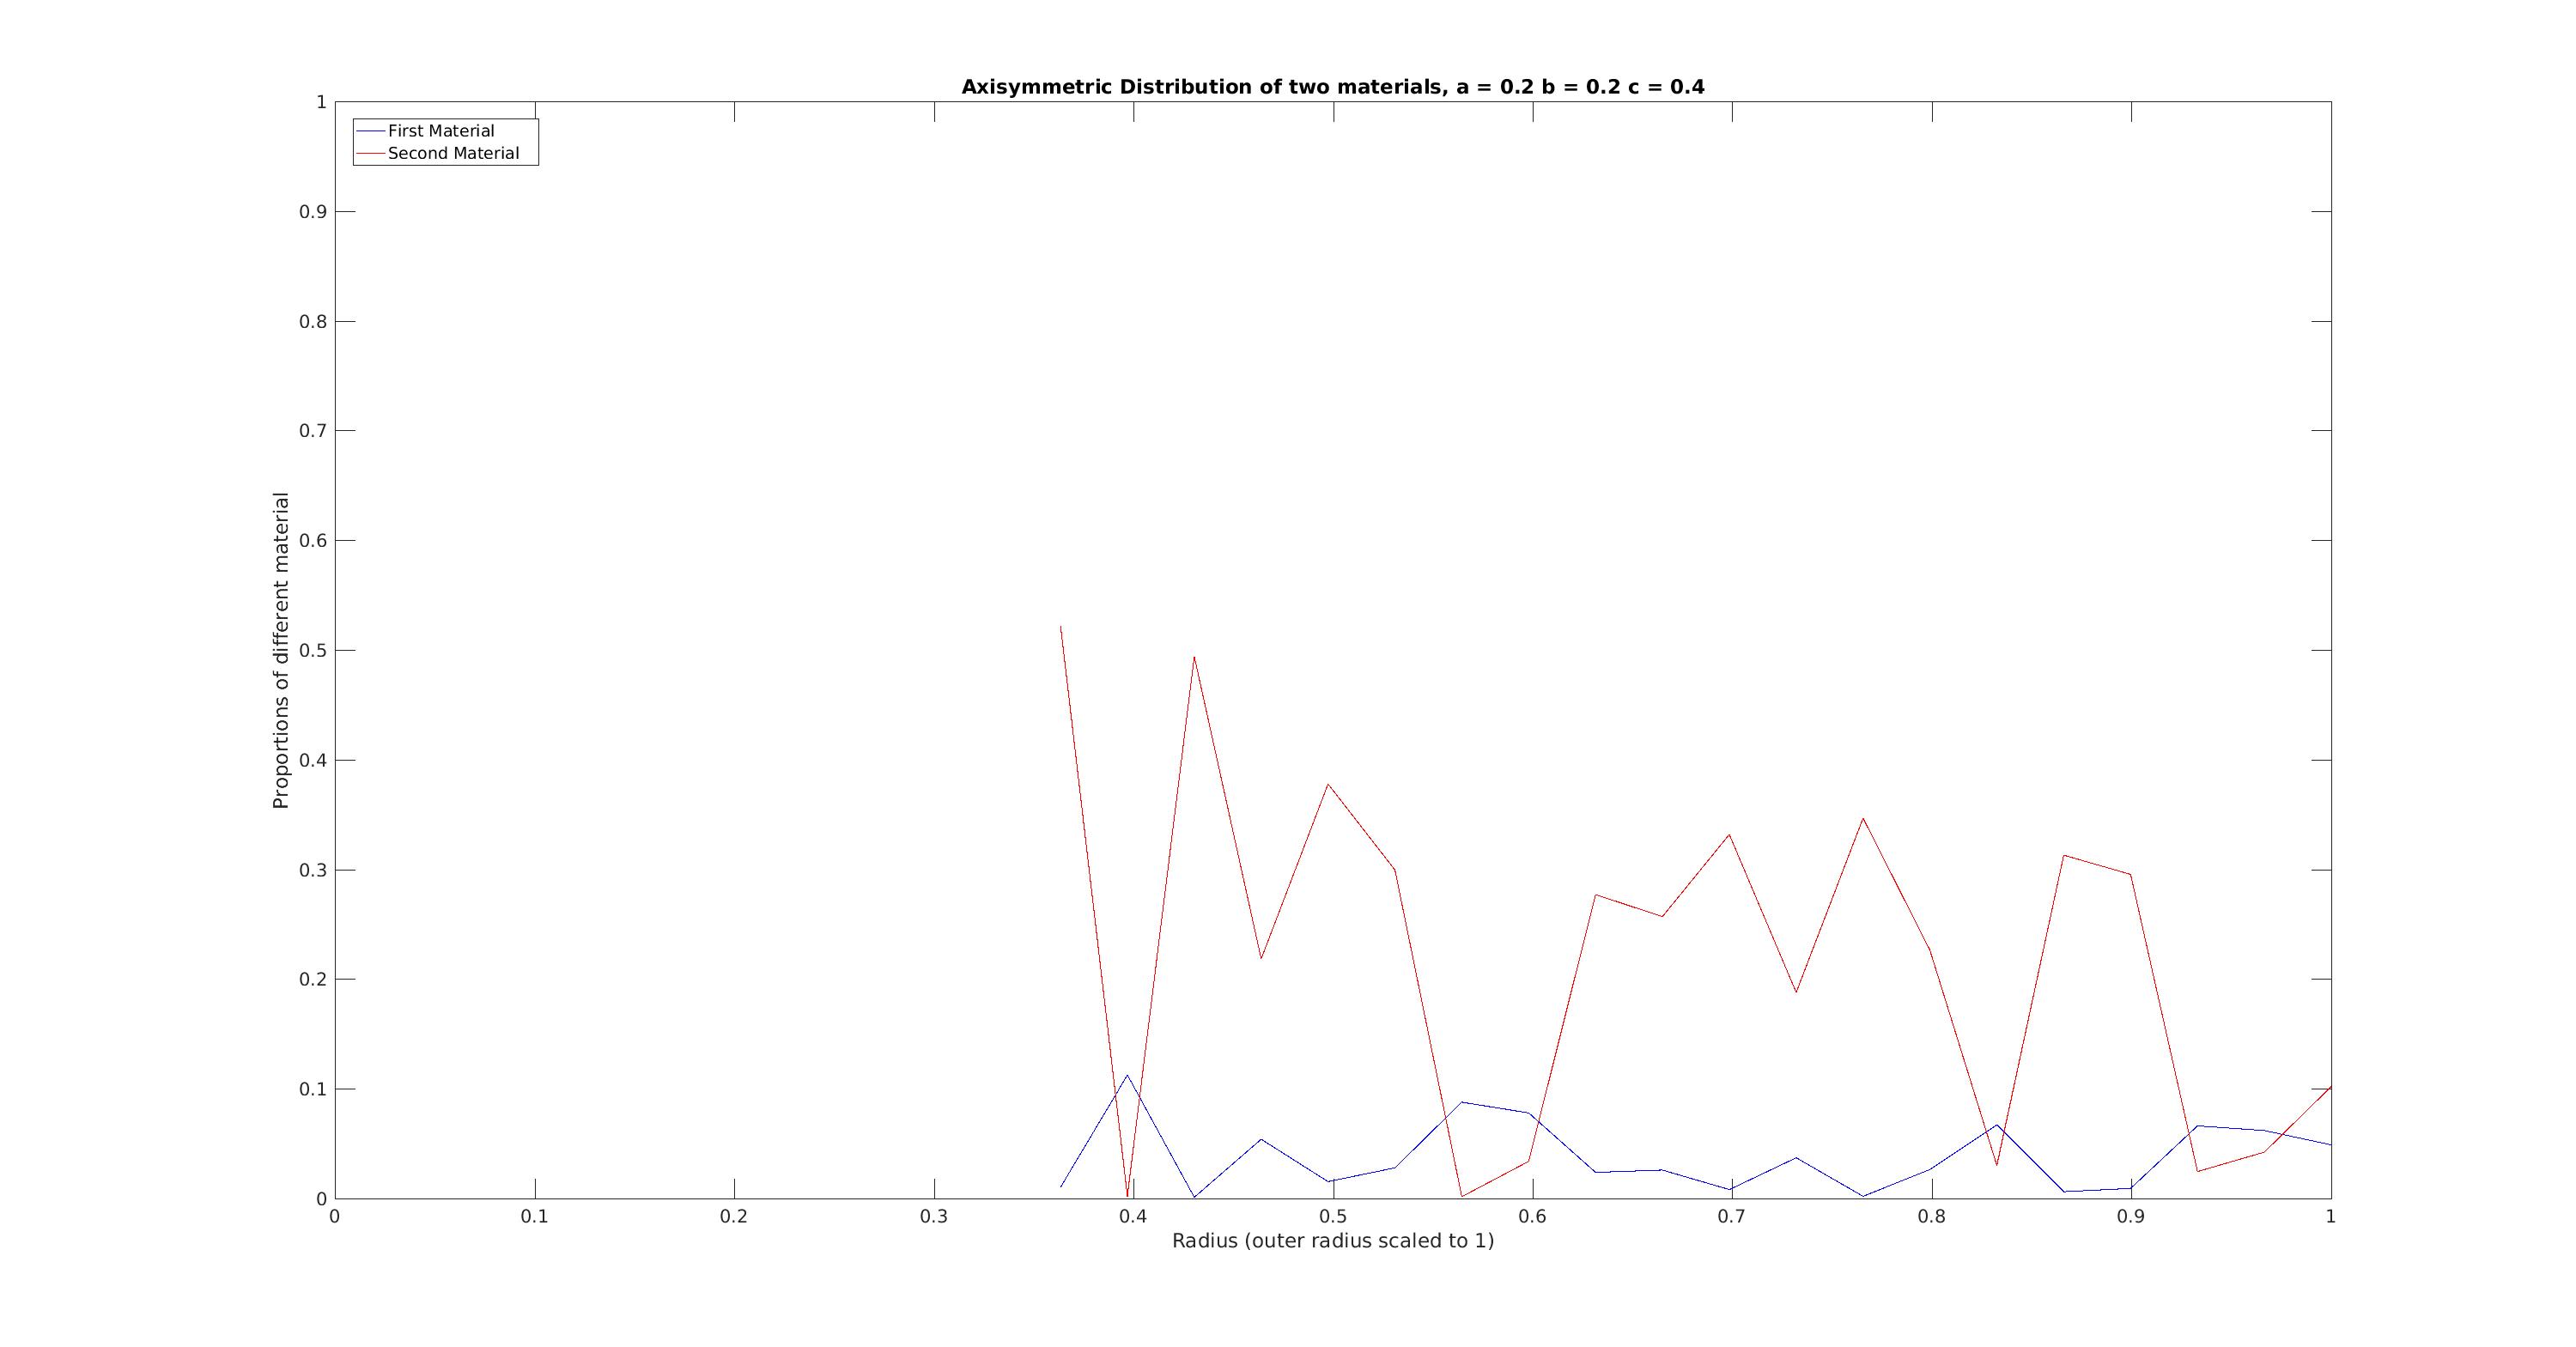 Axisymmetric Distribution of two materials, a = 0.2 b = 0.2 c = 0.4
First Material
Second Material
Proportions of different material
1
0.9
0.8
0.7
0.6
0.5
0.4
0.3
0.2
0.1
0
0 0.1 0.2 0.3 0.4 0.5 0.6 0.7 0.8 0.9 1
Radius (outer radius scaled to 1)